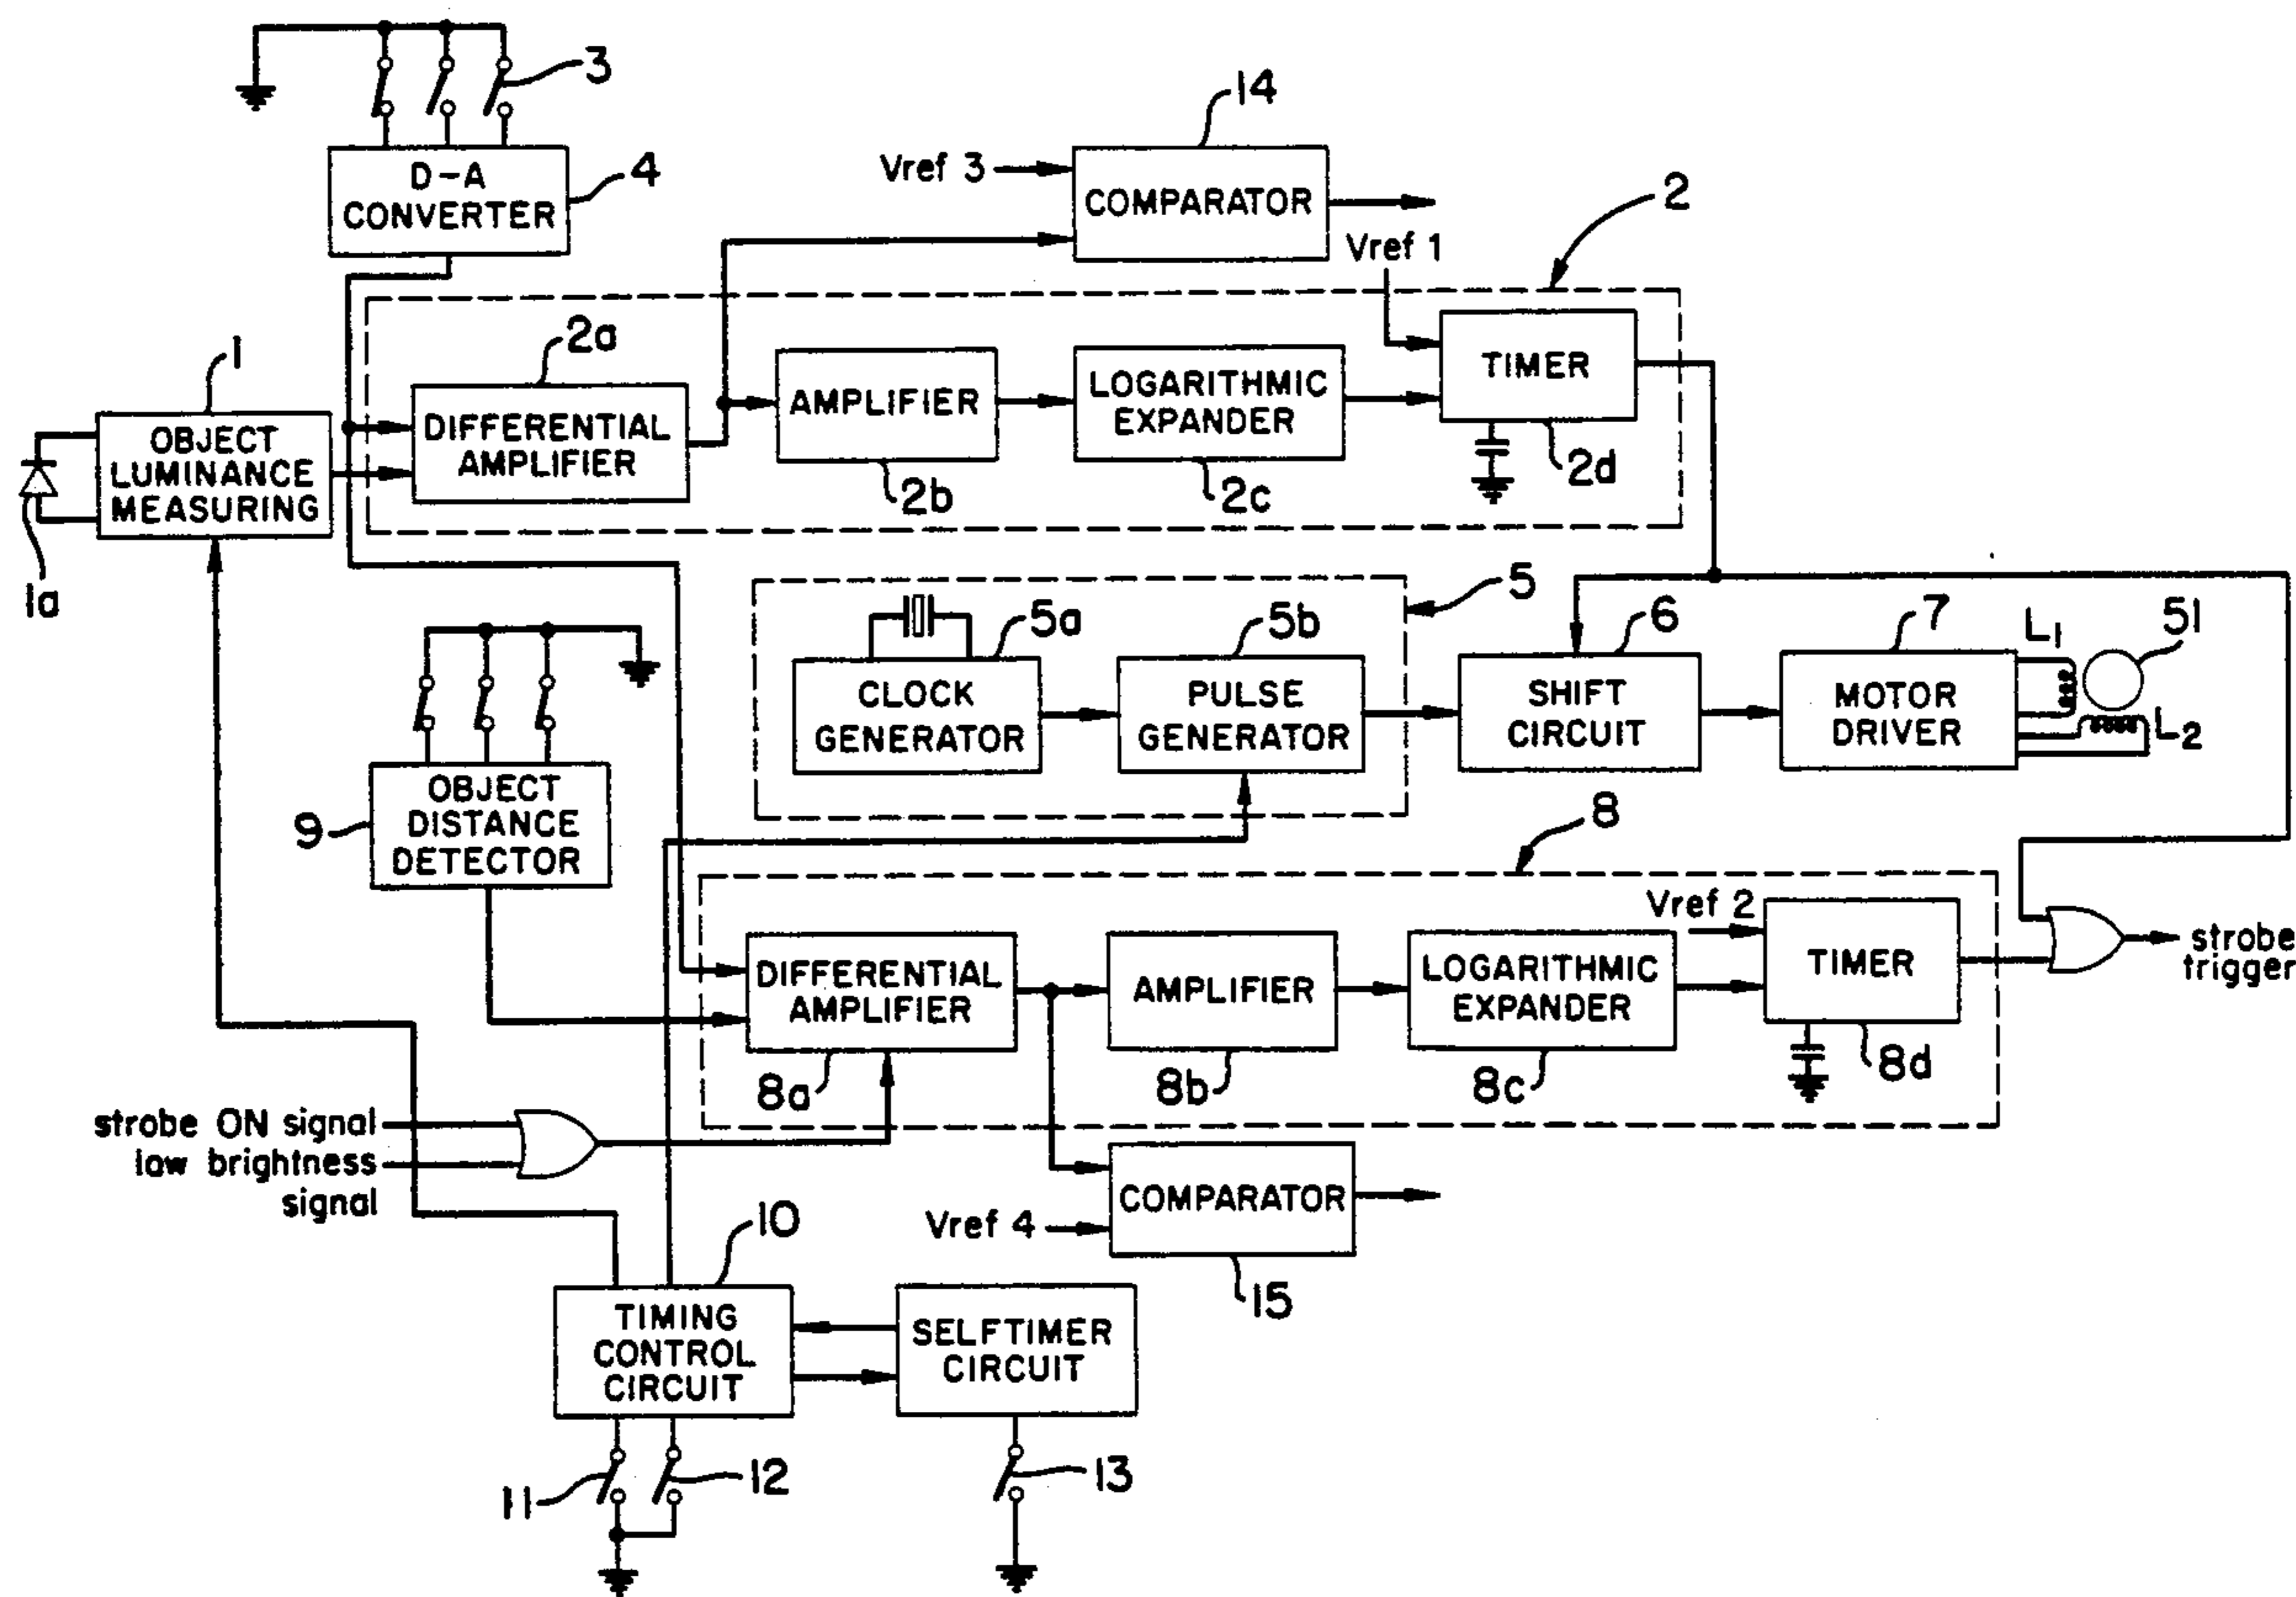 3
D-A
CONVERTER
4
14
Vref 3
COMPARATOR
2
Vref 1
1
2a
OBJECT
LUMINANCE
MEASURING
1a
DIFFERENTIAL
AMPLIFIER
AMPLIFIER
2b
LOGARITHMIC
EXPANDER
2c
TIMER
2d
5
5a
5b
6
7
L1
51
CLOCK
GENERATOR
PULSE
GENERATOR
SHIFT
CIRCUIT
MOTOR
DRIVER
L2
OBJECT
DISTANCE
DETECTOR
9
8
Vref 2
DIFFERENTIAL
AMPLIFIER
8a
AMPLIFIER
8b
LOGARITHMIC
EXPANDER
8c
TIMER
8d
strobe
trigger
strobe ON signal
low brightness
signal
COMPARATOR
Vref 4
15
10
TIMING
CONTROL
CIRCUIT
SELFTIMER
CIRCUIT
11
12
13